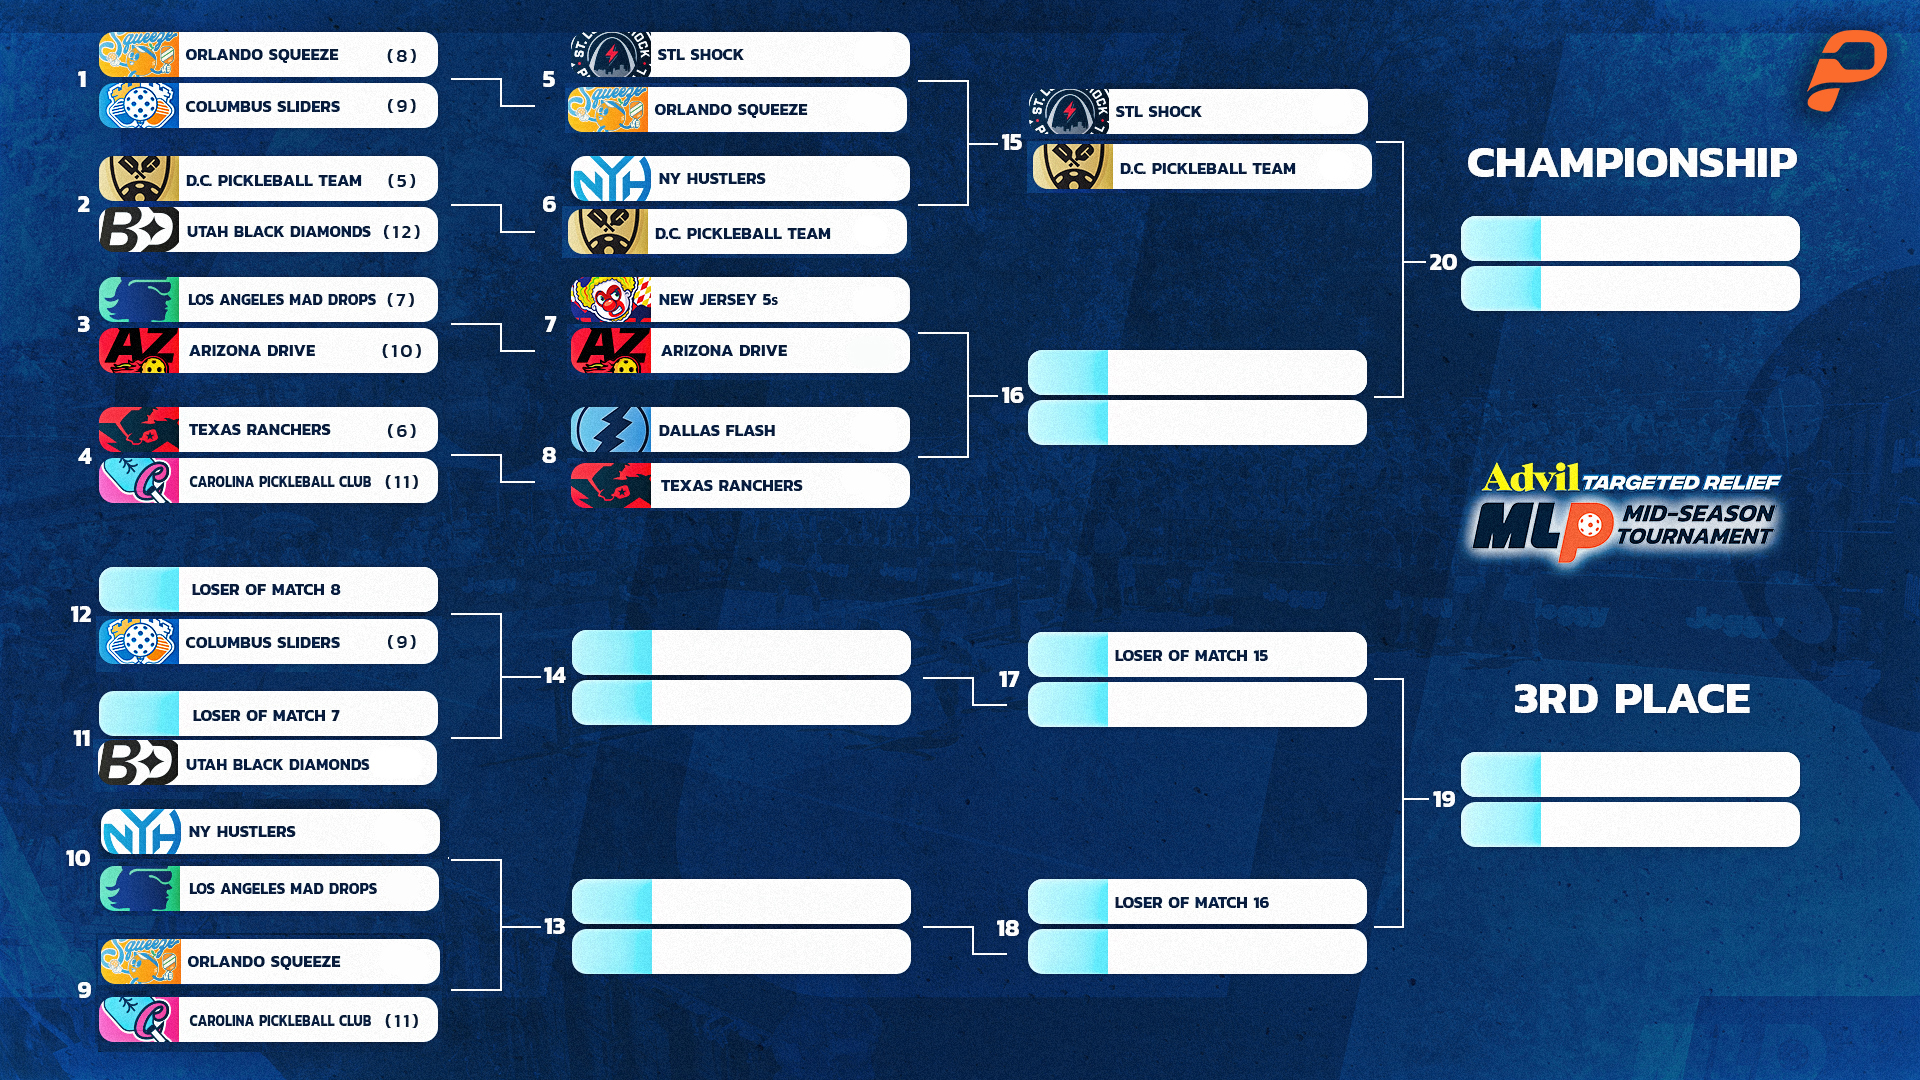 1
ORLANDO SQUEEZE (8)
COLUMBUS SLIDERS (9)
2
D.C. PICKLEBALL TEAM (5)
UTAH BLACK DIAMONDS (12)
3
LOS ANGELES MAD DROPS (7)
ARIZONA DRIVE (10)
4
TEXAS RANCHERS (6)
CAROLINA PICKLEBALL CLUB (11)
5
STL SHOCK
ORLANDO SQUEEZE
6
NY HUSTLERS
D.C. PICKLEBALL TEAM
7
NEW JERSEY 5s
ARIZONA DRIVE
8
DALLAS FLASH
TEXAS RANCHERS
15
STL SHOCK
D.C. PICKLEBALL TEAM
16
CHAMPIONSHIP
20
Advil TARGETED RELIEF
MLP MID-SEASON
TOURNAMENT
12
LOSER OF MATCH 8
COLUMBUS SLIDERS (9)
11
LOSER OF MATCH 7
UTAH BLACK DIAMONDS
10
NY HUSTLERS
LOS ANGELES MAD DROPS
9
ORLANDO SQUEEZE
CAROLINA PICKLEBALL CLUB (11)
14
13
17
LOSER OF MATCH 15
18
LOSER OF MATCH 16
3RD PLACE
19